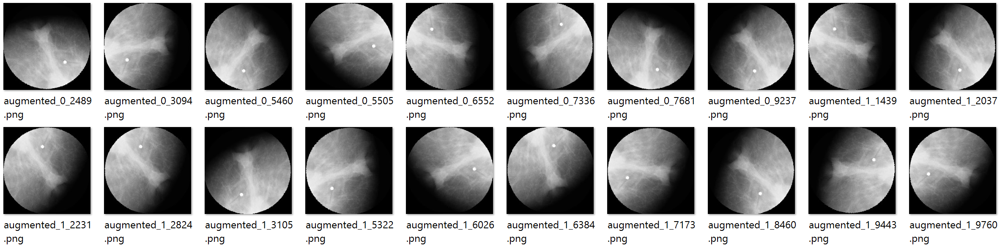 augmented_0_2489 augmented_0_3094 augmented_0_5460 augmented_0_5505 augmented_0_6552 augmented_0_7336 augmented_0_7681 augmented_0_9237 augmented_1_1439 augmented_1_2037
.png .png .png .png .png .png .png .png .png .png
augmented_1_2231 augmented_1_2824 augmented_1_3105 augmented_1_5322 augmented_1_6026 augmented_1_6384 augmented_1_7173 augmented_1_8460 augmented_1_9443 augmented_1_9760
.png .png .png .png .png .png .png .png .png .png